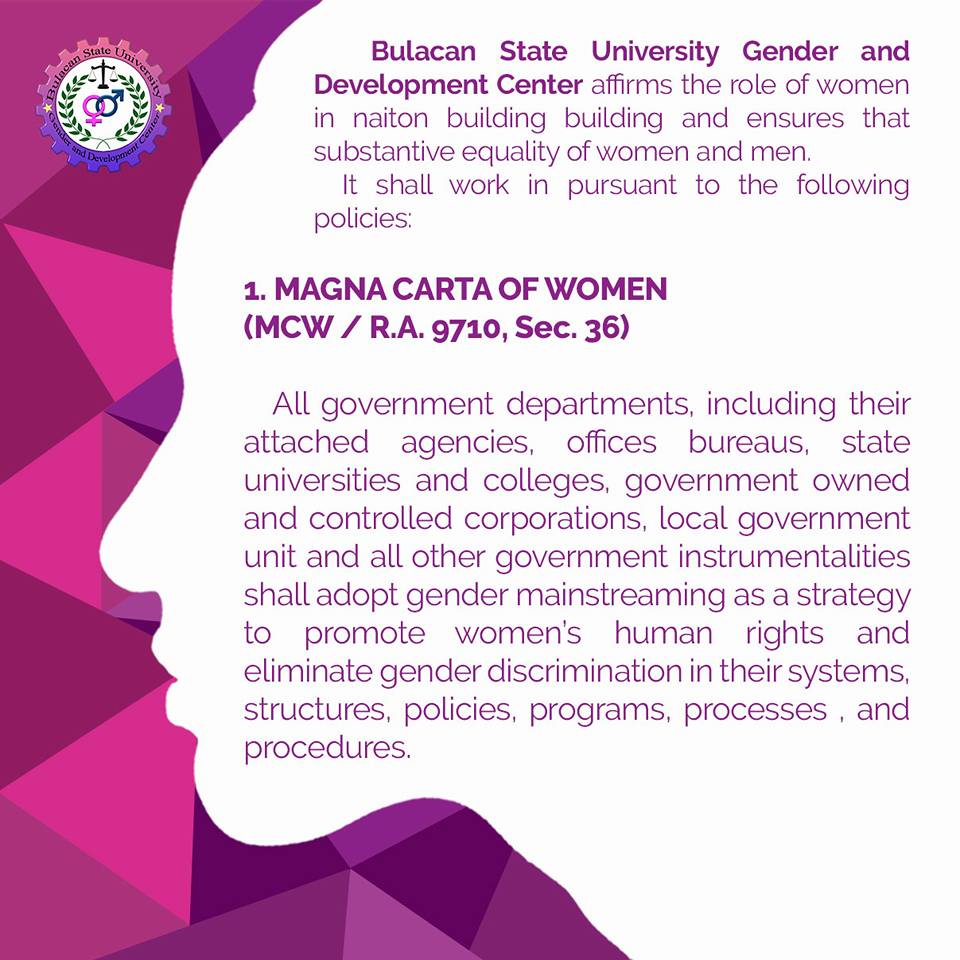 Bulacan State University
Gender and Development Center
Bulacan State University Gender and
Development Center affirms the role of women
in naiton building building and ensures that
substantive equality of women and men.
It shall work in pursuant to the following
policies:
1. MAGNA CARTA OF WOMEN
(MCW / R.A. 9710, Sec. 36)
All government departments, including their
attached agencies, offices bureaus, state
universities and colleges, government owned
and controlled corporations, local government
unit and all other government instrumentalities
shall adopt gender mainstreaming as a strategy
to promote women's human rights and
eliminate gender discrimination in their systems,
structures, policies, programs, processes , and
procedures.